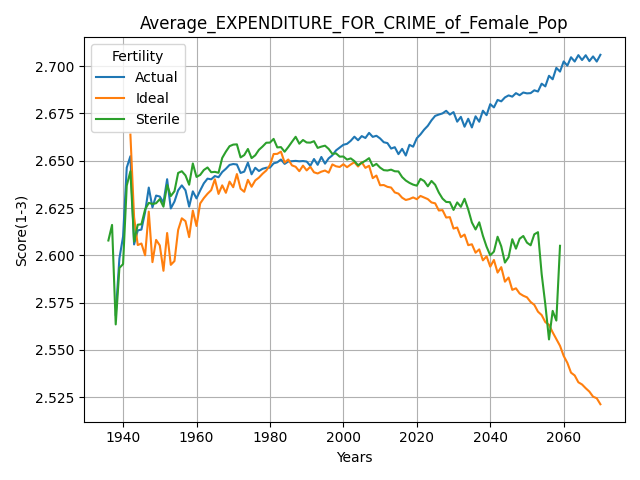 Average_EXPENDITURE_FOR_CRIME_of_Female_Pop
Fertility
Actual
Ideal
Sterile
Score(1-3)
2.700
2.675
2.650
2.625
2.600
2.575
2.550
2.525
1940 1960 1980 2000 2020 2040 2060
Years